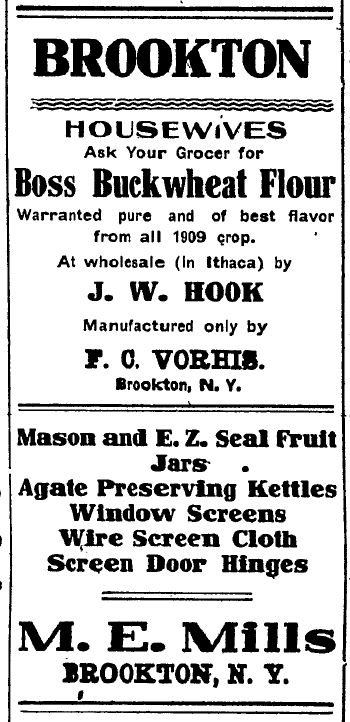 BROOKTON
HOUSEWIVES
Ask Your Grocer for
Boss Buckwheat Flour
Warranted pure and of best flavor
from all 1909 crop.
At wholesale (in Ithaca) by
J. W. HOOK
Manufactured only by
F. C. VORHIS.
Brookton, N. Y.
Mason and E. Z. Seal Fruit
Jars
Agate Preserving Kettles
Window Screens
Wire Screen Cloth
Screen Door Hinges
M. E. Mills
BROOKTON, N. Y.